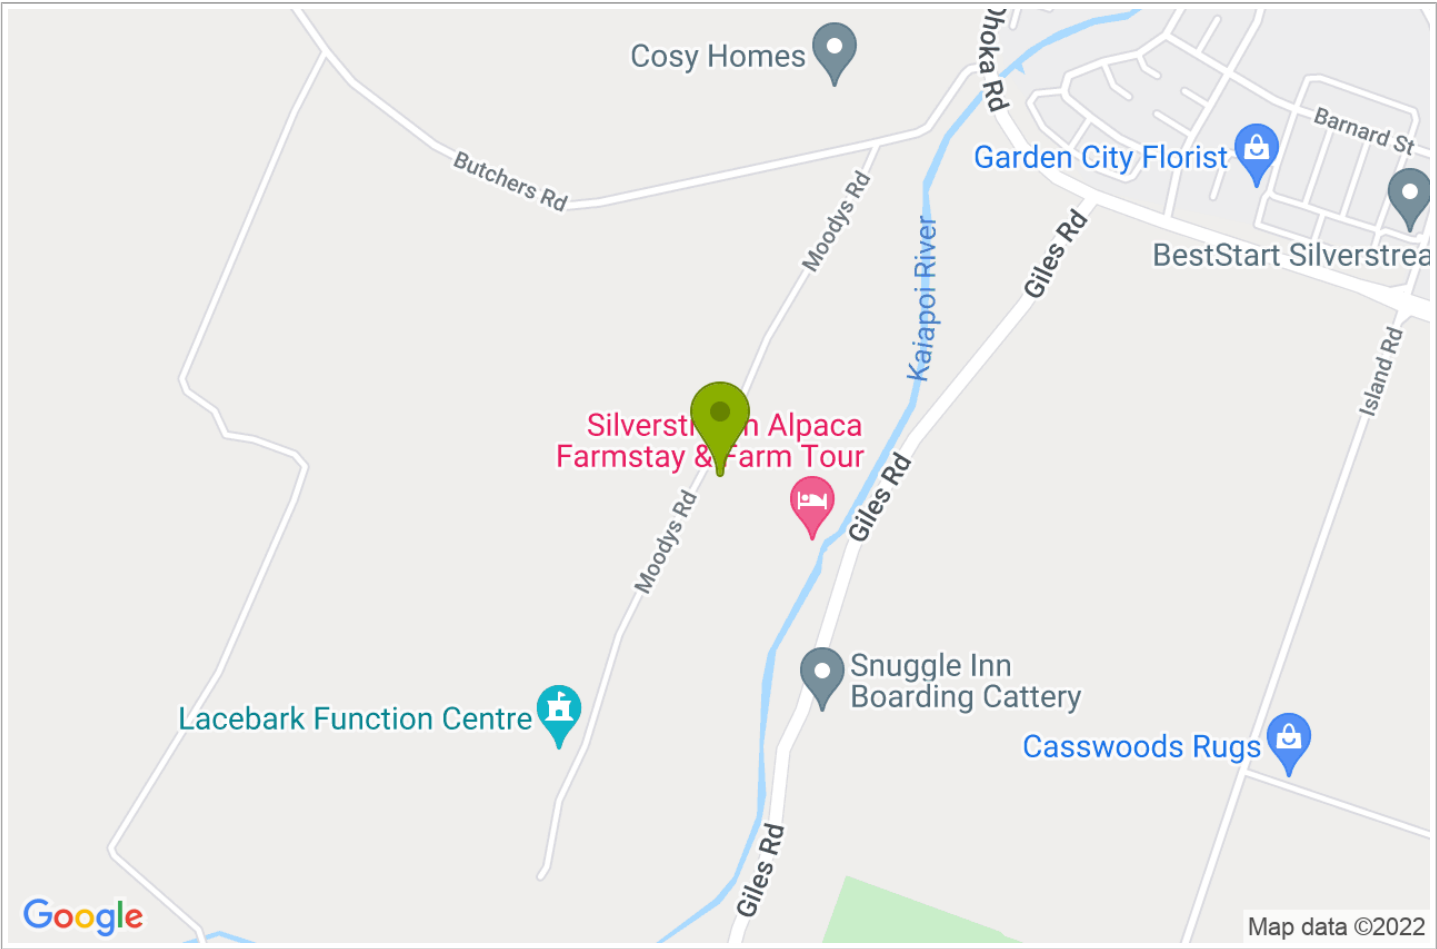 Cosy Homes
Ohoka Rd
Barnard St
Garden City Florist
Butchers Rd
Moodys Rd
Giles Rd
Kaiapoi River
BestStart Silverstrea
Island Rd
Alpaca
Farmstay & Farm Tour
Moodys Rd
Giles Rd
Snuggle Inn
Boarding Cattery
Lacebark Function Centre
Casswoods Rugs
Giles Rd
Google
Map data ©2022